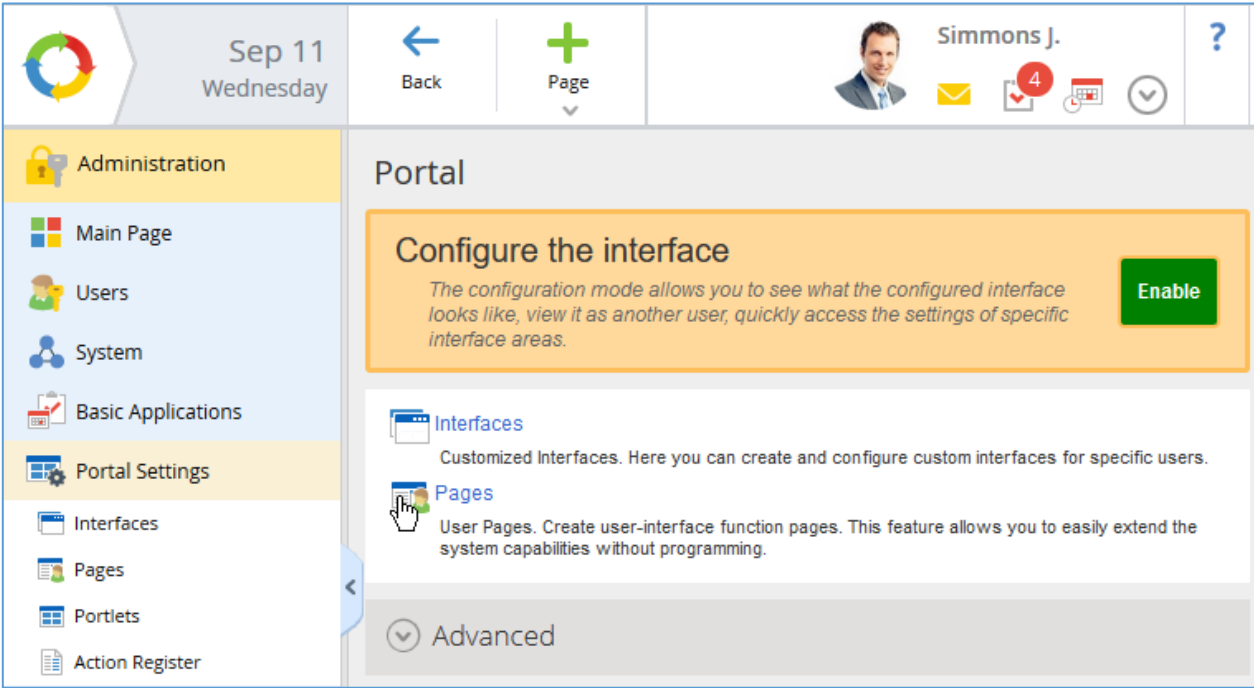 Sep 11
Wednesday
Back
Page
Simmons J.
4
?
Administration
Main Page
Users
System
Basic Applications
Portal Settings
Interfaces
Pages
Portlets
Action Register
Portal
Configure the interface
The configuration mode allows you to see what the configured interface
looks like, view it as another user, quickly access the settings of specific
interface areas.
Enable
Interfaces
Customized Interfaces. Here you can create and configure custom interfaces for specific users.
Pages
User Pages. Create user-interface function pages. This feature allows you to easily extend the
system capabilities without programming.
Advanced